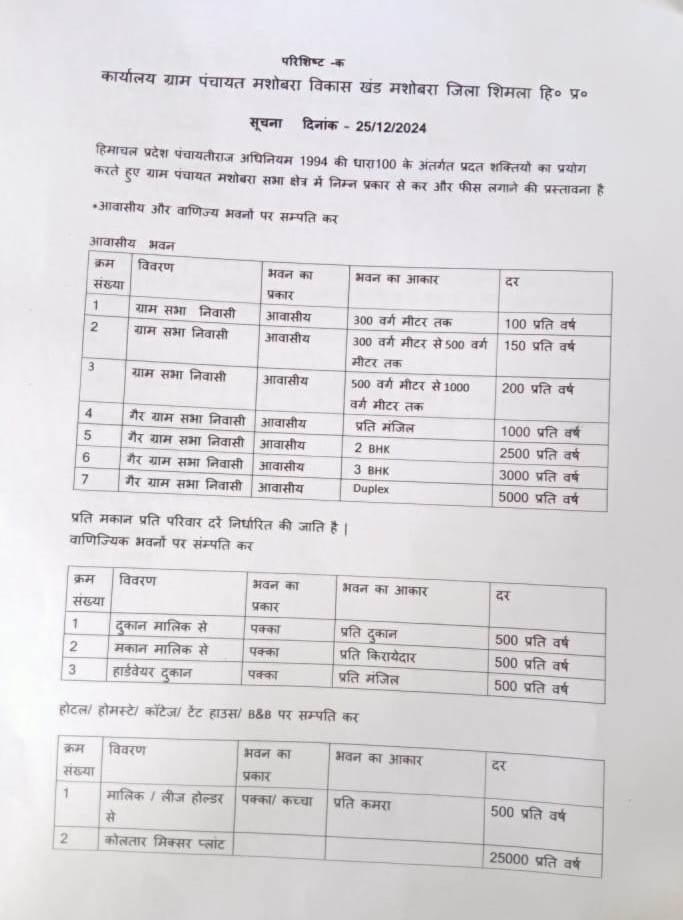 परिशिष्ट -क
कार्यालय ग्राम पंचायत मशोबरा विकास खंड मशोबरा जिला शिमला हि० प्र०
सूचना दिनांक - 25/12/2024
हिमाचल प्रदेश पंचायतीराज अधिनियम 1994 की धारा100 के अंतर्गत प्रदत शक्तियों का प्रयोग
करते हुए ग्राम पंचायत मशोबरा सभा क्षेत्र में निम्न प्रकार से कर और फीस लगाने की प्रस्तावना है
•आवासीय और वाणिज्य भवनों पर सम्पति कर
आवासीय भवन
क्रम संख्या विवरण भवन का प्रकार भवन का आकार दर
1 ग्राम सभा निवासी आवासीय 300 वर्ग मीटर तक 100 प्रति वर्ष
2 ग्राम सभा निवासी आवासीय 300 वर्ग मीटर से 500 वर्ग मीटर तक 150 प्रति वर्ष
3 ग्राम सभा निवासी आवासीय 500 वर्ग मीटर से 1000 वर्ग मीटर तक 200 प्रति वर्ष
4 गैर ग्राम सभा निवासी आवासीय प्रति मंजिल 1000 प्रति वर्ष
5 गैर ग्राम सभा निवासी आवासीय 2 BHK 2500 प्रति वर्ष
6 गैर ग्राम सभा निवासी आवासीय 3 BHK 3000 प्रति वर्ष
7 गैर ग्राम सभा निवासी आवासीय Duplex 5000 प्रति वर्ष
प्रति मकान प्रति परिवार दरें निर्धारित की जाति है |
वाणिज्यिक भवनों पर संम्पति कर
क्रम संख्या विवरण भवन का प्रकार भवन का आकार दर
1 दुकान मालिक से पक्का प्रति दुकान 500 प्रति वर्ष
2 मकान मालिक से पक्का प्रति किरायेदार 500 प्रति वर्ष
3 हार्डवेयर दुकान पक्का प्रति मंजिल 500 प्रति वर्ष
होटल/ होमस्टे/ कॉटेज/ टेंट हाउस/ B&B पर सम्पति कर
क्रम संख्या विवरण भवन का प्रकार भवन का आकार दर
1 मालिक / लीज होल्डर से पक्का/ कच्चा प्रति कमरा 500 प्रति वर्ष
2 कोलतार मिक्सर प्लांट 25000 प्रति वर्ष